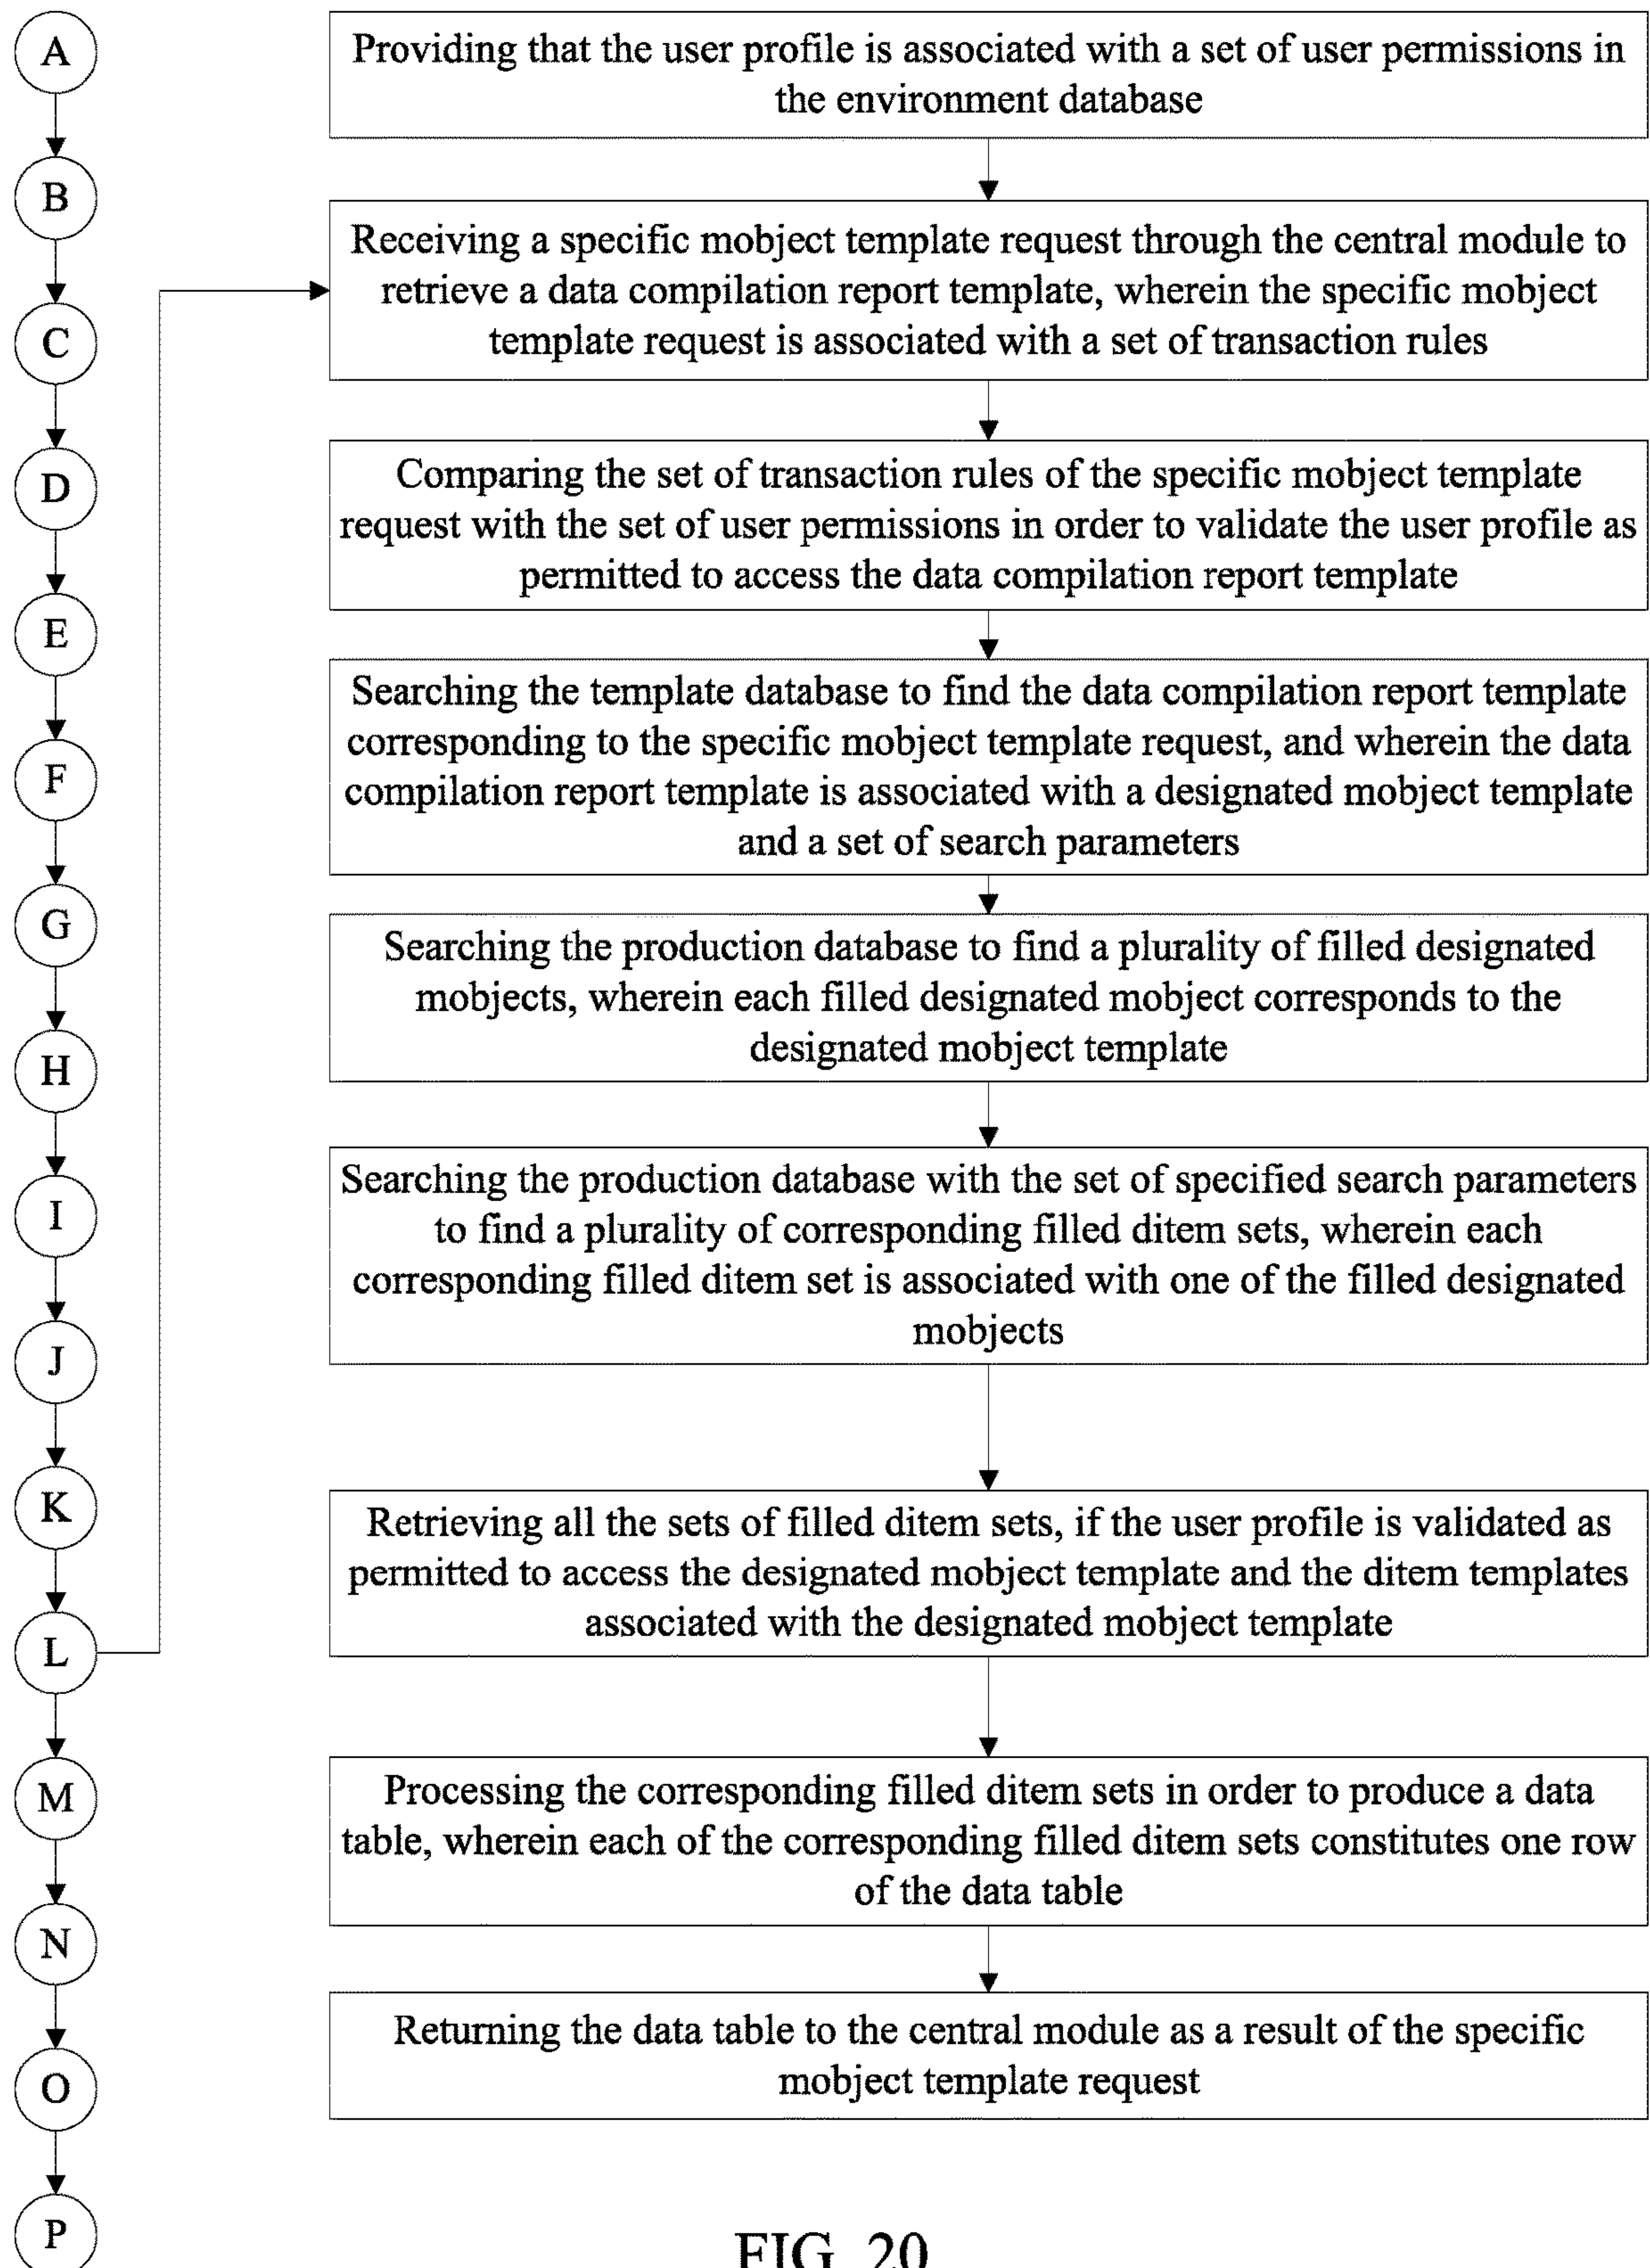 A
B
C
D
E
F
G
H
I
J
K
L
M
N
O
P
Providing that the user profile is associated with a set of user permissions in
the environment database
Receiving a specific mobject template request through the central module to
retrieve a data compilation report template, wherein the specific mobject
template request is associated with a set of transaction rules
Comparing the set of transaction rules of the specific mobject template
request with the set of user permissions in order to validate the user profile as
permitted to access the data compilation report template
Searching the template database to find the data compilation report template
corresponding to the specific mobject template request, and wherein the data
compilation report template is associated with a designated mobject template
and a set of search parameters
Searching the production database to find a plurality of filled designated
mobjects, wherein each filled designated mobject corresponds to the
designated mobject template
Searching the production database with the set of specified search parameters
to find a plurality of corresponding filled ditem sets, wherein each
corresponding filled ditem set is associated with one of the filled designated
mobjects
Retrieving all the sets of filled ditem sets, if the user profile is validated as
permitted to access the designated mobject template and the ditem templates
associated with the designated mobject template
Processing the corresponding filled ditem sets in order to produce a data
table, wherein each of the corresponding filled ditem sets constitutes one row
of the data table
Returning the data table to the central module as a result of the specific
mobject template request
FIG. 20